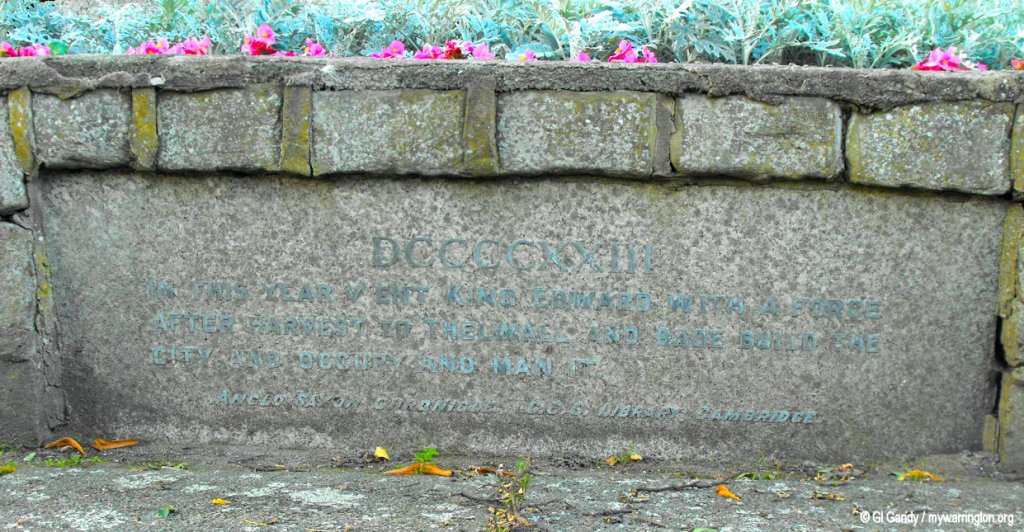 DCCCCXXIII
IN THIS YEAR WENT KING EDWARD WITH A FORCE
AFTER HARVEST TO THELWALL AND BADE BUILD THE
CITY AND OCCUPY AND MAN IT.
ANGLO SAXON CHRONICLE. C.C.C. LIBRARY CAMBRIDGE.
© GI Gandy / mywarrington.org